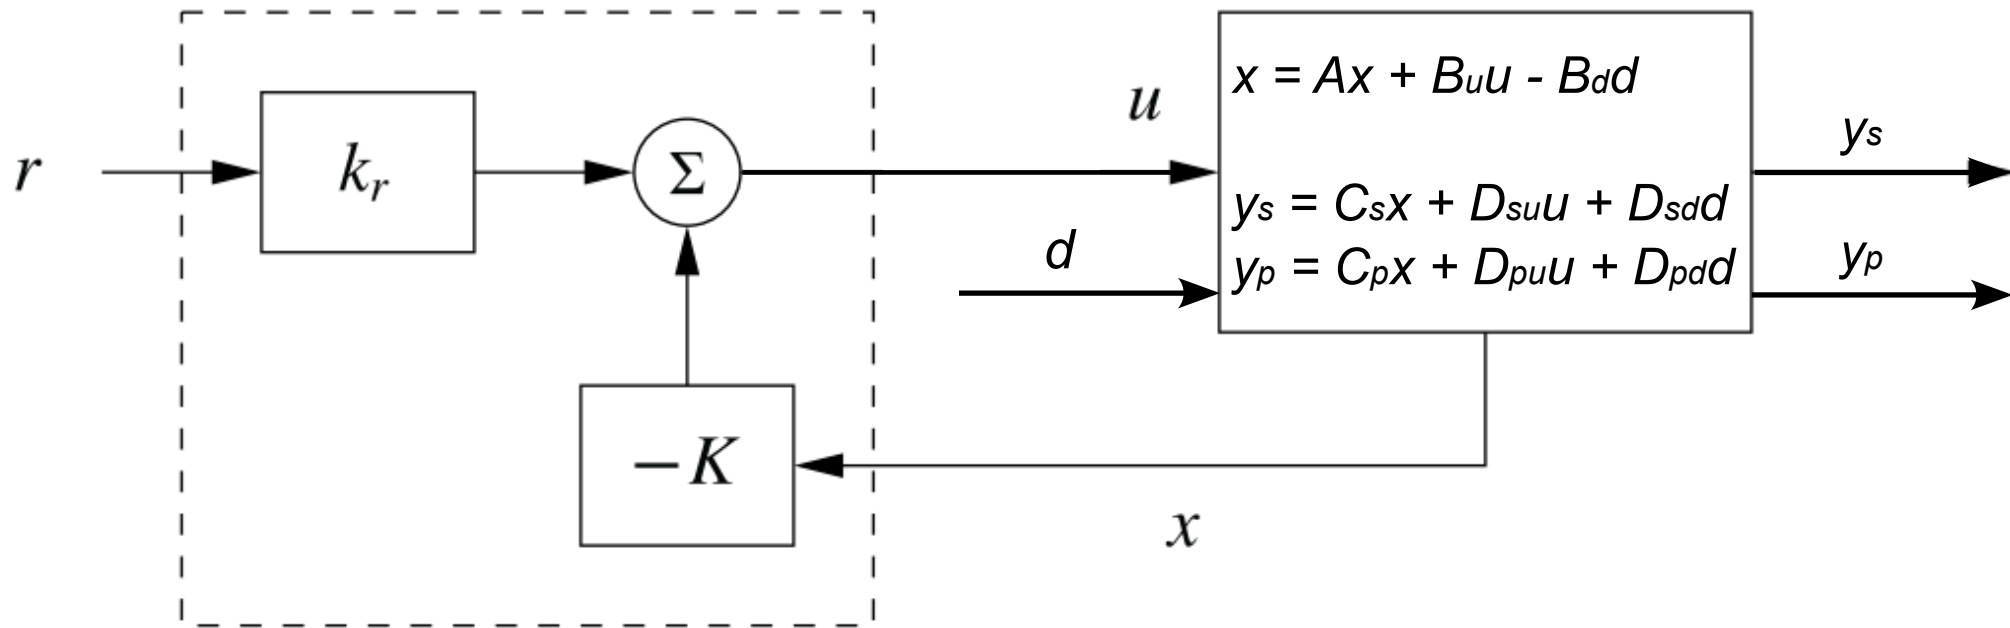 r
k_r
Σ
−K
u
d
x
x = Ax + B_u u - B_d d
y_s = C_s x + D_su u + D_sd d
y_p = C_p x + D_pu u + D_pd d
y_s
y_p